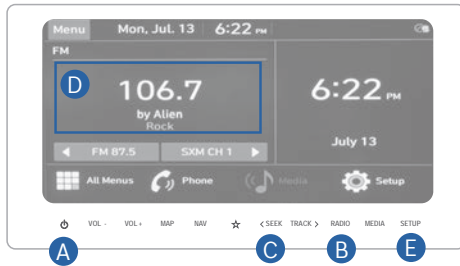 Menu Mon, Jul. 13 6:22 PM
FM
D
106.7
by Alien
Rock
6:22 PM
July 13
FM 87.5 SXM CH 1
All Menus Phone Media Setup
VOL - VOL + MAP NAV < SEEK TRACK > RADIO MEDIA SETUP
A C B E